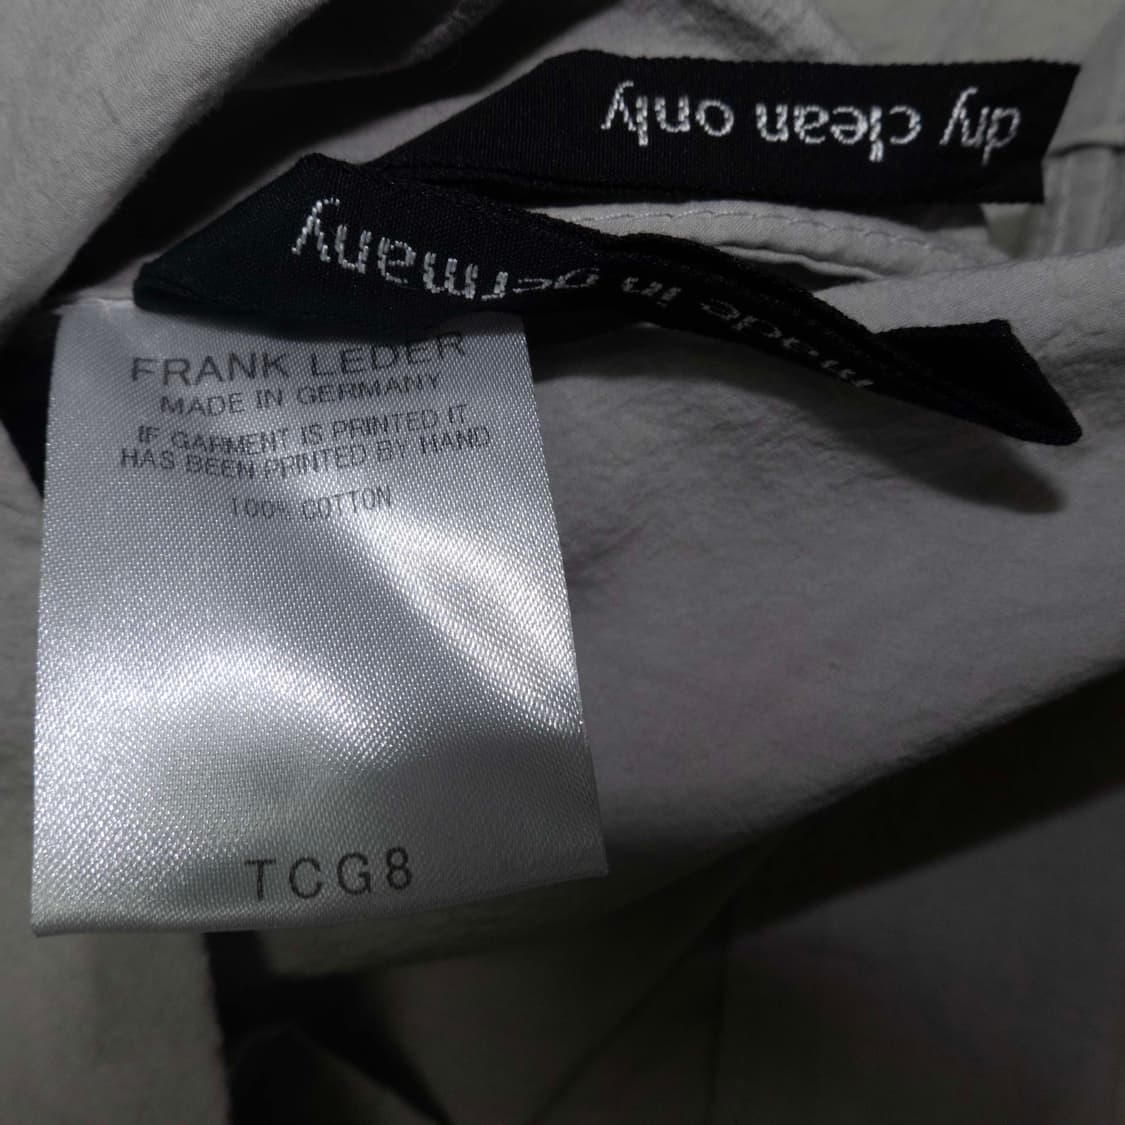 dry clean only
made in germany
FRANK LEDER
MADE IN GERMANY
IF GARMENT IS PRINTED IT
HAS BEEN PRINTED BY HAND
100% COTTON
TCG8